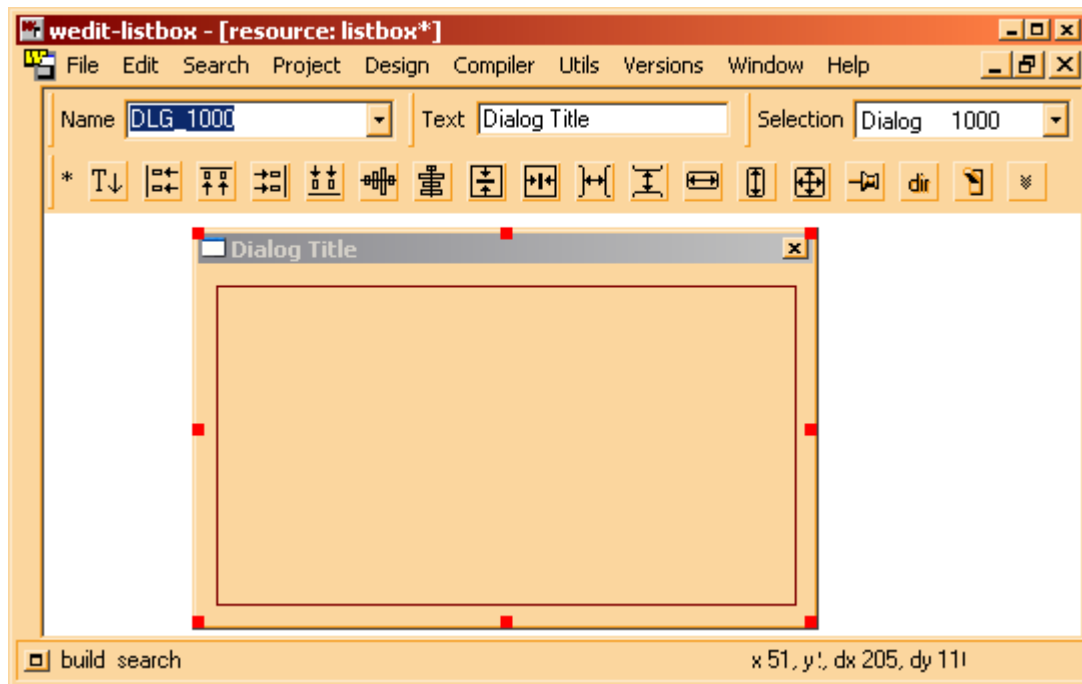 wedit-listbox - [resource: listbox*]
File Edit Search Project Design Compiler Utils Versions Window Help
Name DLG_1000 Text Dialog Title Selection Dialog 1000
* T dir
Dialog Title
build search x 51, y dx 205, dy